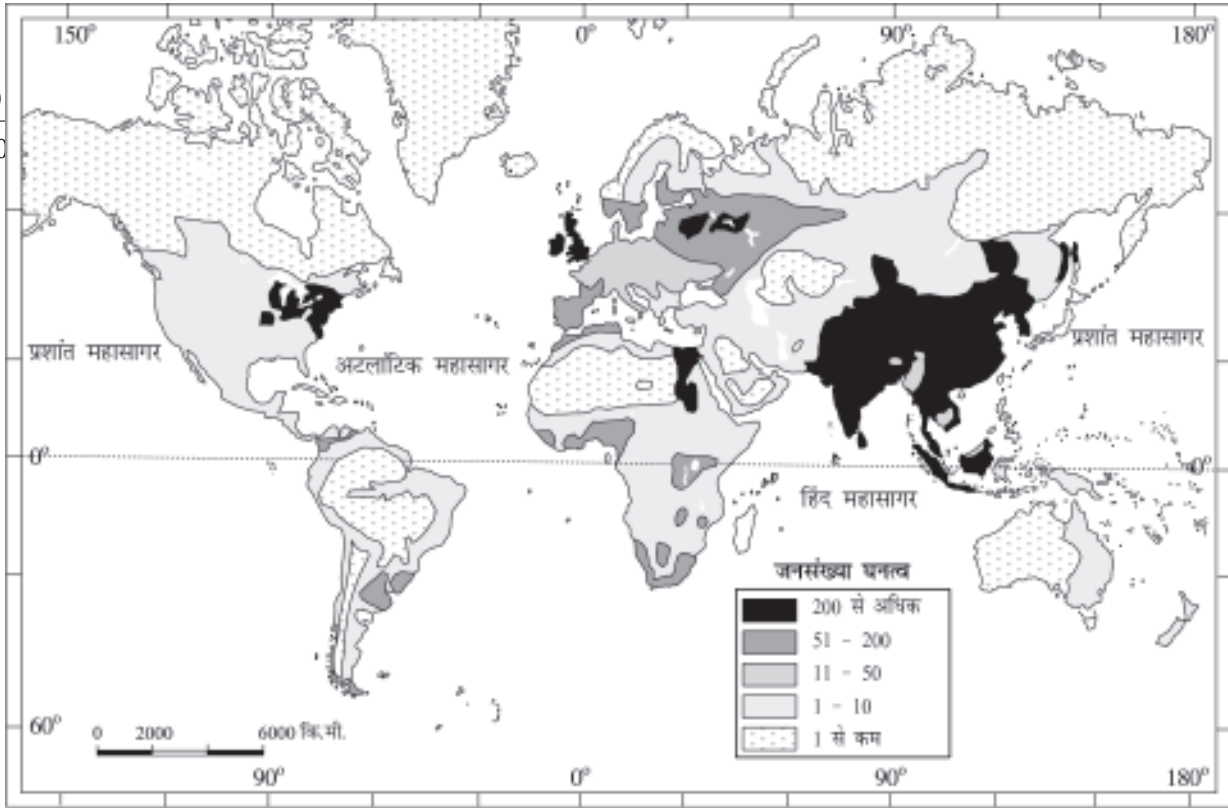 150° 0° 90° 180°
प्रशांत महासागर
अटलांटिक महासागर
प्रशांत महासागर
0°
0°
हिंद महासागर
जनसंख्या घनत्व
200 से अधिक
51 - 200
11 - 50
1 - 10
1 से कम
60°
0 2000 6000 कि.मी.
90° 0° 90° 180°